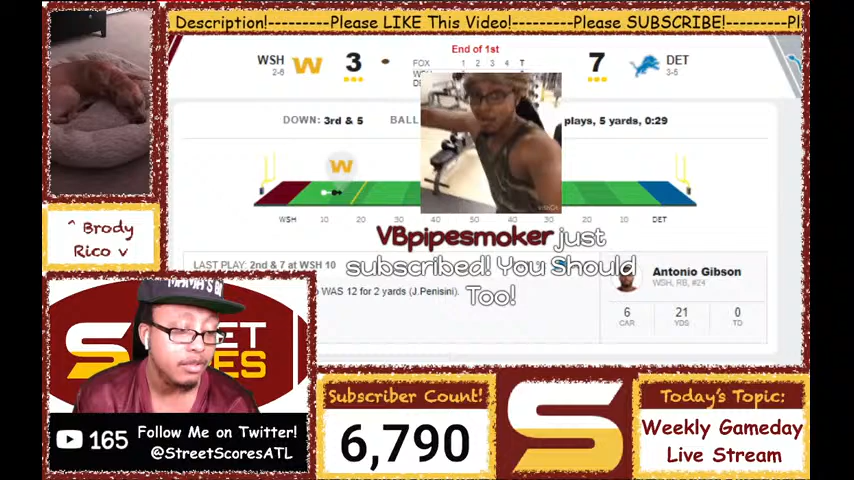 Description!---------Please LIKE This Video!---------Please SUBSCRIBE!--------Pl
End of 1st
WSH
2-6
3
FOX 1 2 3 4 T
7
DET
3-5
DOWN: 3rd & 5
plays, 5 yards, 0:29
W
WSH 10 20 30 40 50 40 30 20 10 DET
^ Brody
Rico v
VBpipesmoker just
subscribed! You Should
Too!
LAST PLAY: 2nd & 7 at WSH 10
WAS 12 for 2 yards (J.Penisini).
Antonio Gibson
WSH, RB, #24
6 21 0
CAR YDS TD
165
Follow Me on Twitter!
@StreetScoresATL
Subscriber Count!
6,790
S
Today's Topic:
Weekly Gameday
Live Stream